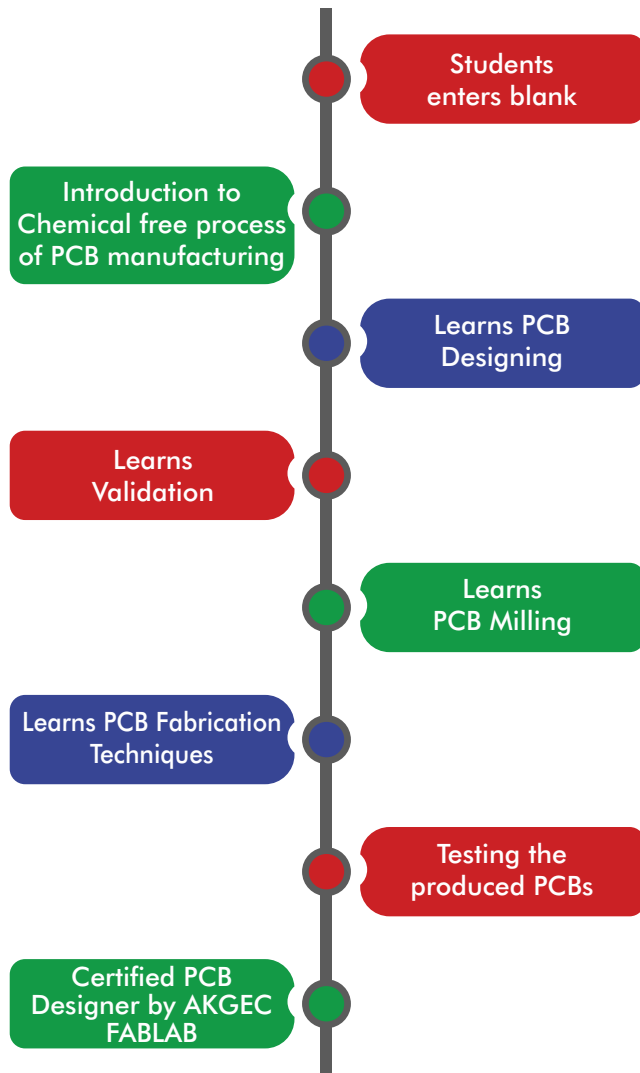 Students
enters blank
Introduction to
Chemical free process
of PCB manufacturing
Learns PCB
Designing
Learns
Validation
Learns
PCB Milling
Learns PCB Fabrication
Techniques
Testing the
produced PCBs
Certified PCB
Designer by AKGEC
FABLAB